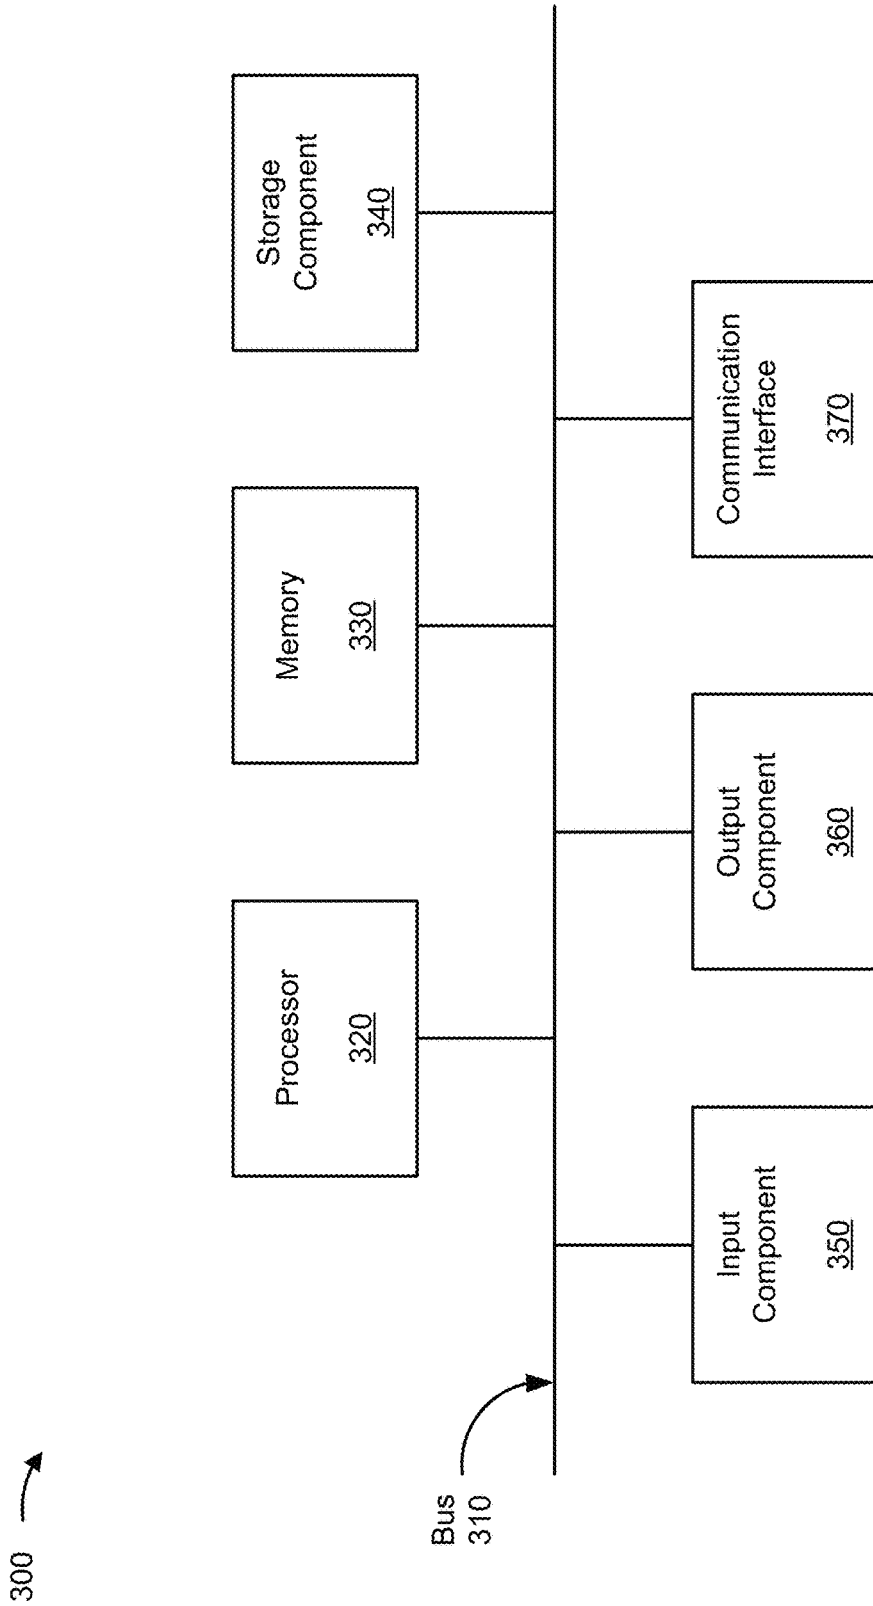 300
Bus
310
Processor
320
Memory
330
Storage
Component
340
Input
Component
350
Output
Component
360
Communication
Interface
370